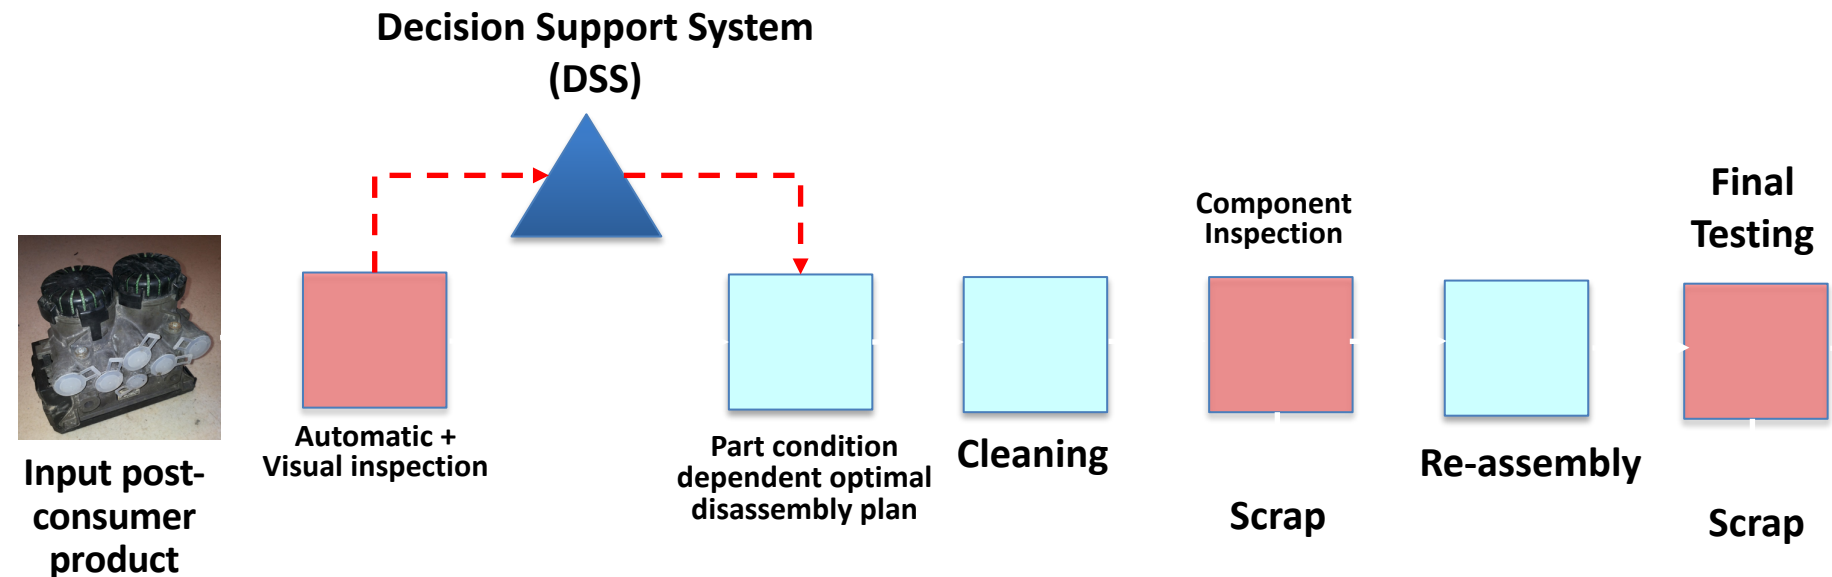 Decision Support System
(DSS)
Input post-
consumer
product
Automatic +
Visual inspection
Part condition
dependent optimal
disassembly plan
Cleaning
Component
Inspection
Scrap
Re-assembly
Final
Testing
Scrap